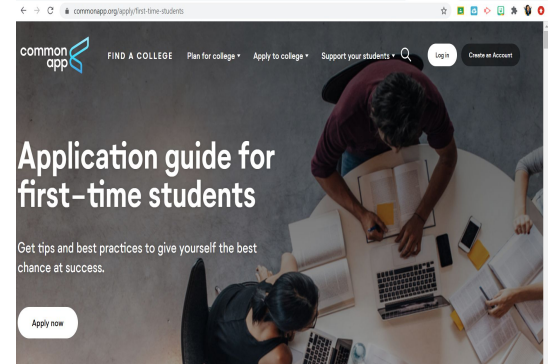 commonapp.org/apply/first-time-students
common
app
FIND A COLLEGE Plan for college Apply to college Support your students Log in Create an Account
Application guide for
first-time students
Get tips and best practices to give yourself the best
chance at success.
Apply now